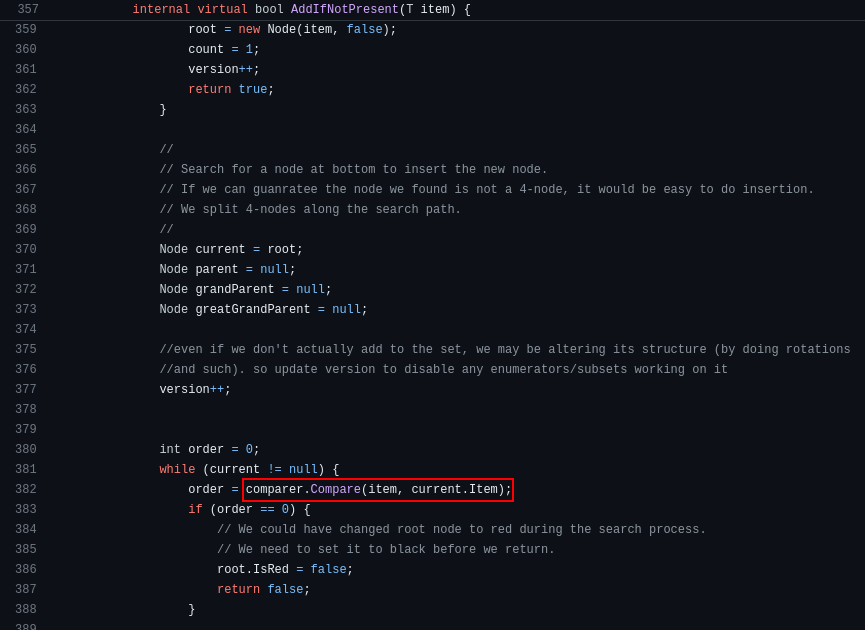 357 internal virtual bool AddIfNotPresent(T item) {
359 root = new Node(item, false);
360 count = 1;
361 version++;
362 return true;
363 }
364
365 //
366 // Search for a node at bottom to insert the new node.
367 // If we can guanratee the node we found is not a 4-node, it would be easy to do insertion.
368 // We split 4-nodes along the search path.
369 //
370 Node current = root;
371 Node parent = null;
372 Node grandParent = null;
373 Node greatGrandParent = null;
374
375 //even if we don't actually add to the set, we may be altering its structure (by doing rotations
376 //and such). so update version to disable any enumerators/subsets working on it
377 version++;
378
379
380 int order = 0;
381 while (current != null) {
382 order = comparer.Compare(item, current.Item);
383 if (order == 0) {
384 // We could have changed root node to red during the search process.
385 // We need to set it to black before we return.
386 root.IsRed = false;
387 return false;
388 }
389